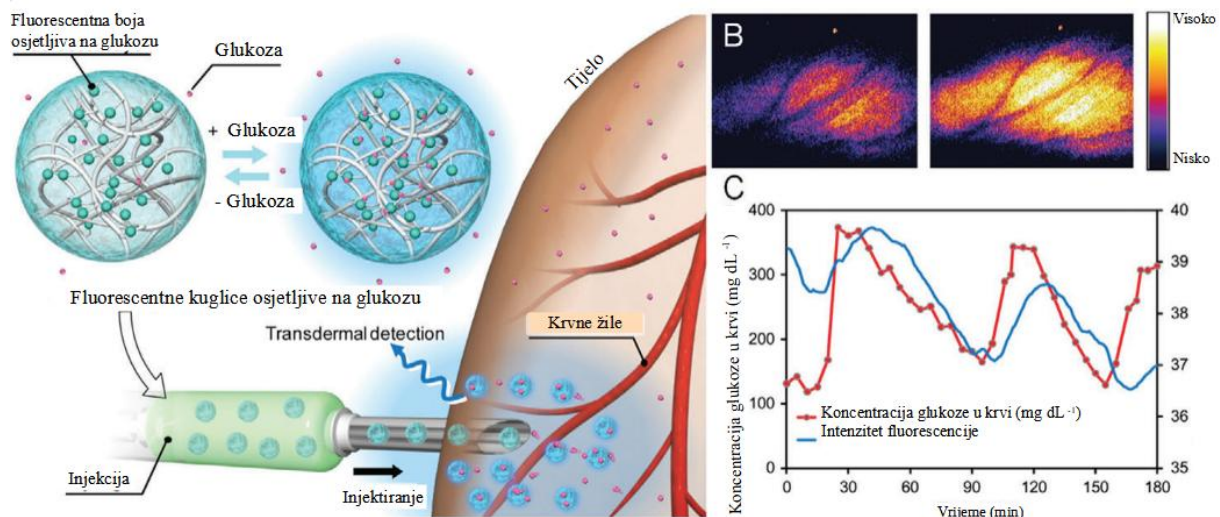 Fluorescentna boja
osjetljiva na glukozu
Glukoza
+ Glukoza
- Glukoza
Fluorescentne kuglice osjetljive na glukozu
Transdermal detection
Injekcija
Injektiranje
Tijelo
Krvne žile
B
Visoko
Nisko
C
Koncentracija glukoze u krvi (mg dL⁻¹)
400
300
200
100
0
40
39
38
37
36
35
Koncentracija glukoze u krvi (mg dL⁻¹)
Intenzitet fluorescencije
0 30 60 90 120 150 180
Vrijeme (min)